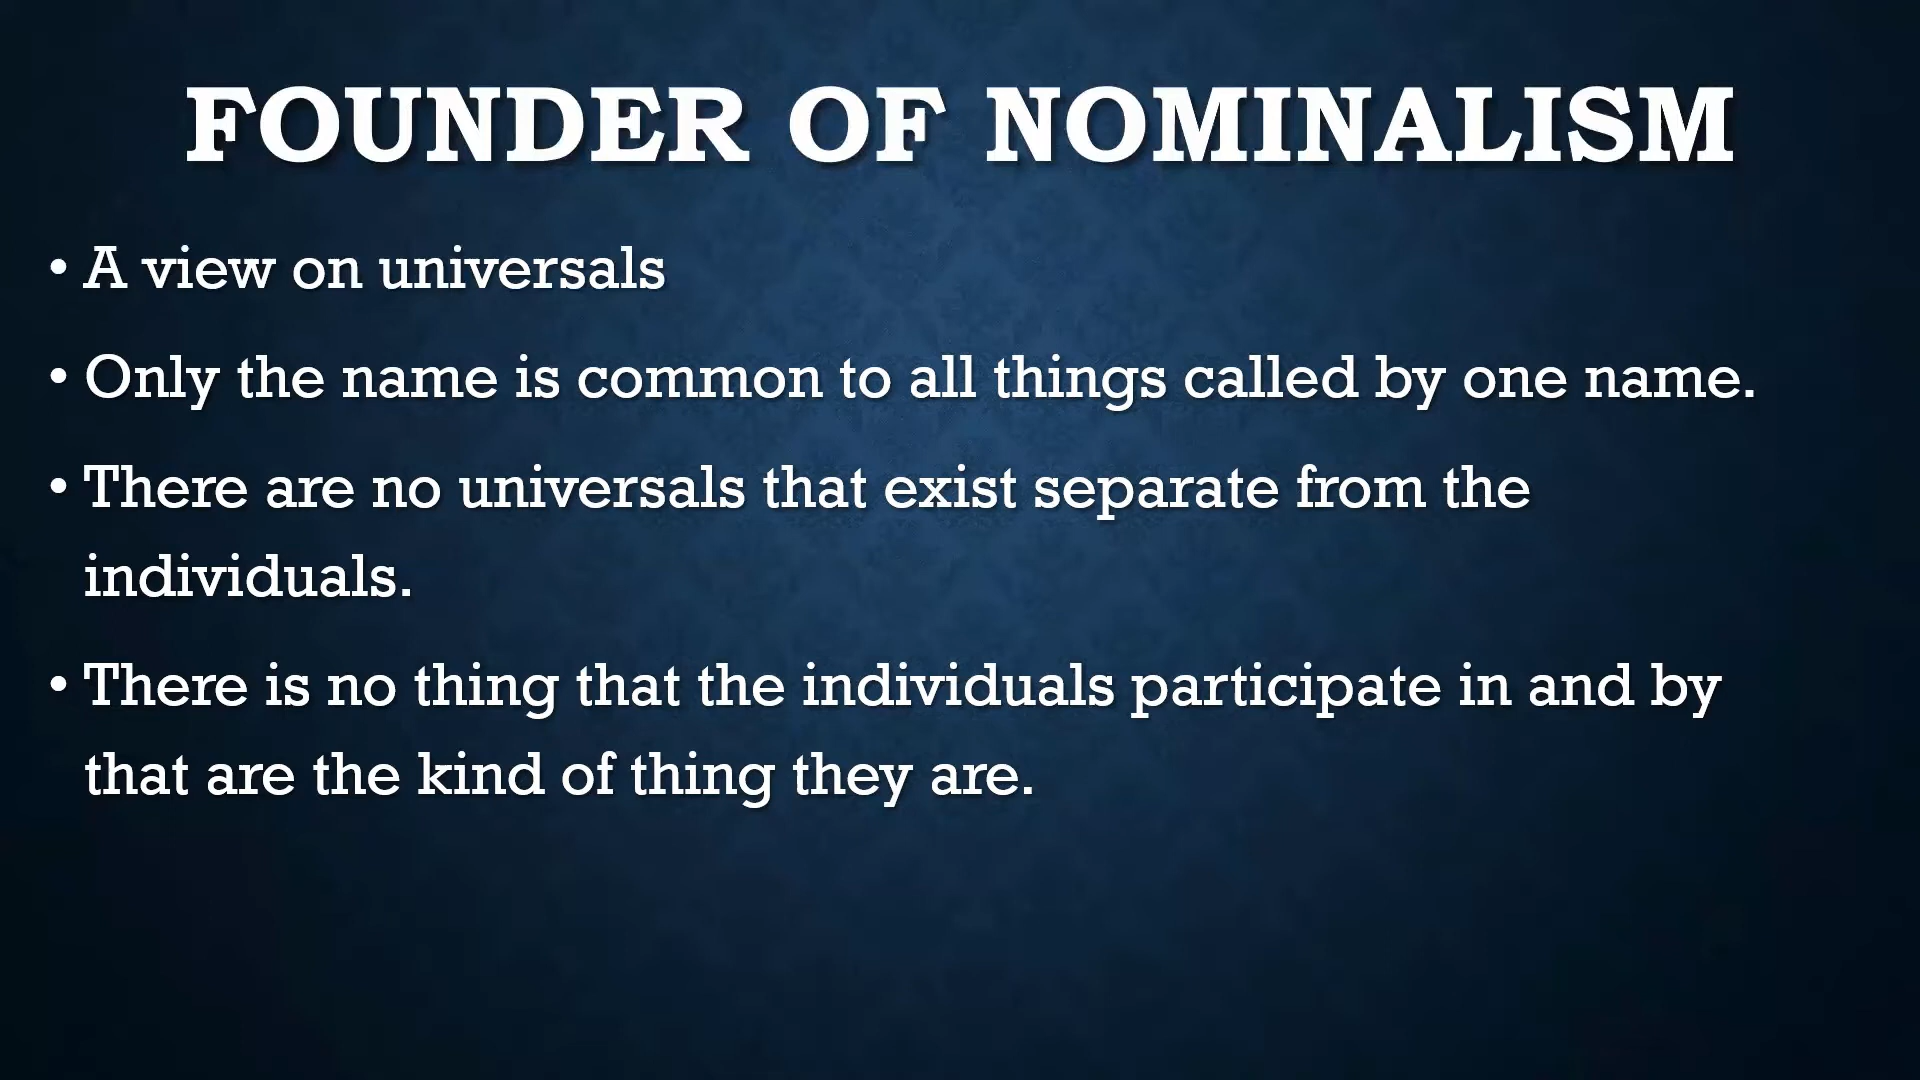 FOUNDER OF NOMINALISM
• A view on universals
• Only the name is common to all things called by one name.
• There are no universals that exist separate from the
individuals.
• There is no thing that the individuals participate in and by
that are the kind of thing they are.